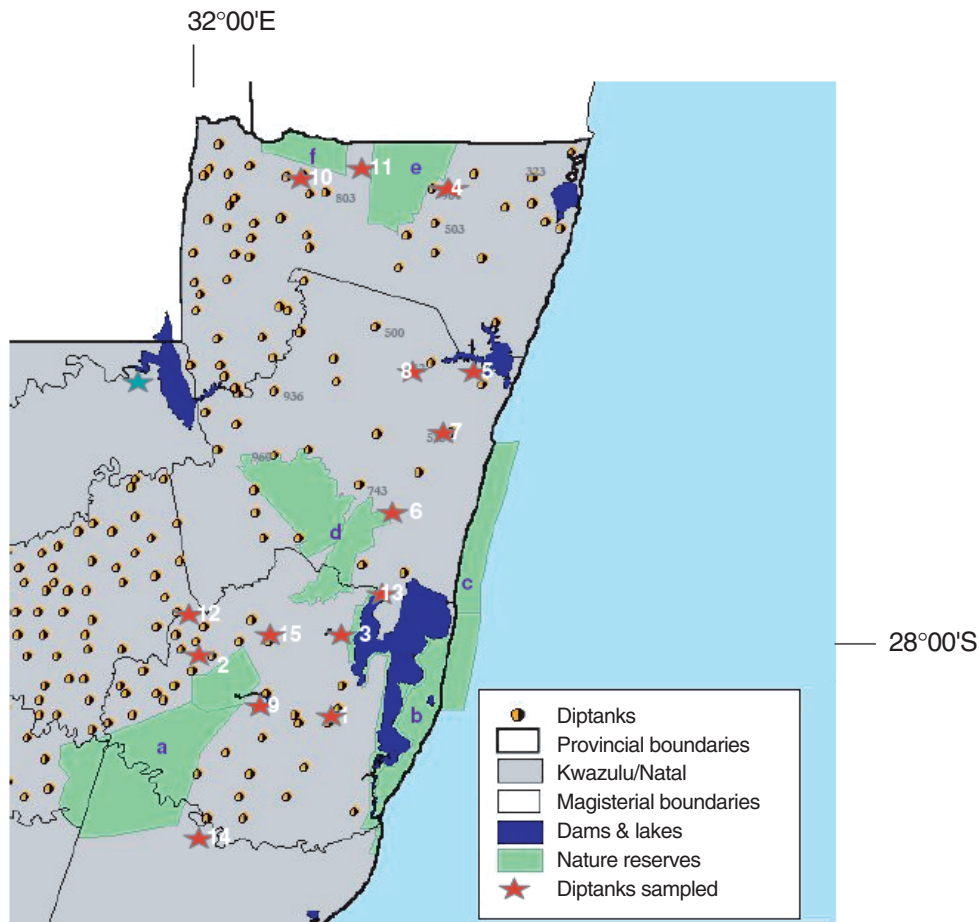 32°00'E
f
11
e
10
4
323
803
503
500
8
5
936
7
960
743
6
d
c
13
12
15
3
2
28°00'S
9
1
b
a
14
Diptanks
Provincial boundaries
Kwazulu/Natal
Magisterial boundaries
Dams & lakes
Nature reserves
Diptanks sampled